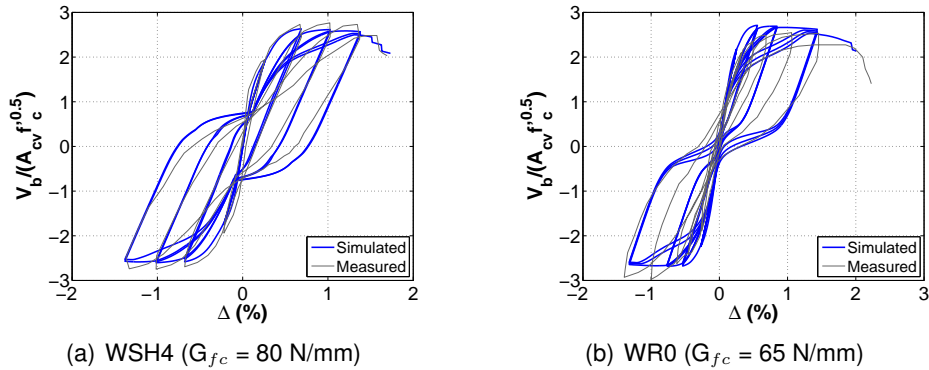 3
2
1
0
−1
−2
−3
−2 −1 0 1 2
V_b/(A_cv f'_c^0.5)
Δ (%)
Simulated
Measured
(a) WSH4 (G_fc = 80 N/mm)
3
2
1
0
−1
−2
−3
−2 −1 0 1 2 3
V_b/(A_cv f'_c^0.5)
Δ (%)
Simulated
Measured
(b) WR0 (G_fc = 65 N/mm)